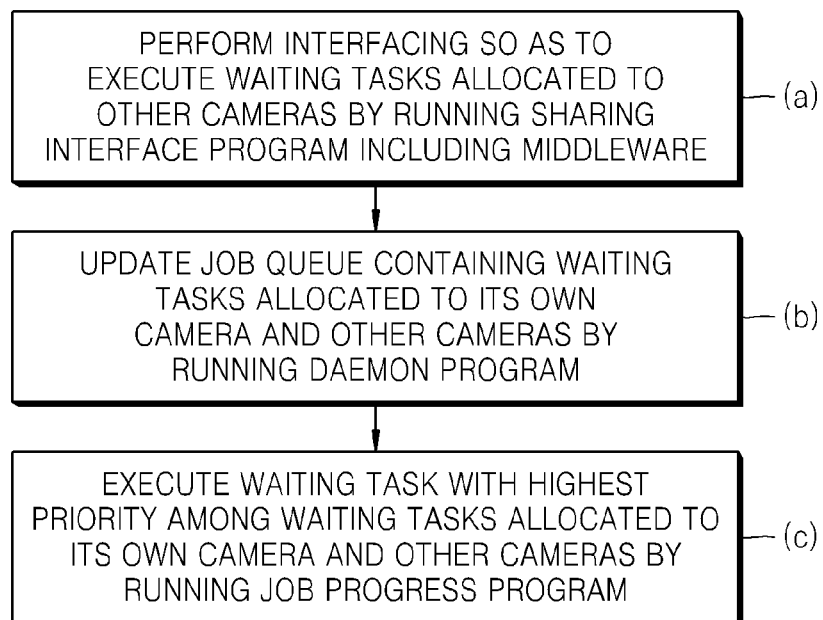 PERFORM INTERFACING SO AS TO
EXECUTE WAITING TASKS ALLOCATED TO
OTHER CAMERAS BY RUNNING SHARING
INTERFACE PROGRAM INCLUDING MIDDLEWARE
(a)
UPDATE JOB QUEUE CONTAINING WAITING
TASKS ALLOCATED TO ITS OWN
CAMERA AND OTHER CAMERAS BY
RUNNING DAEMON PROGRAM
(b)
EXECUTE WAITING TASK WITH HIGHEST
PRIORITY AMONG WAITING TASKS ALLOCATED TO
ITS OWN CAMERA AND OTHER CAMERAS BY
RUNNING JOB PROGRESS PROGRAM
(c)